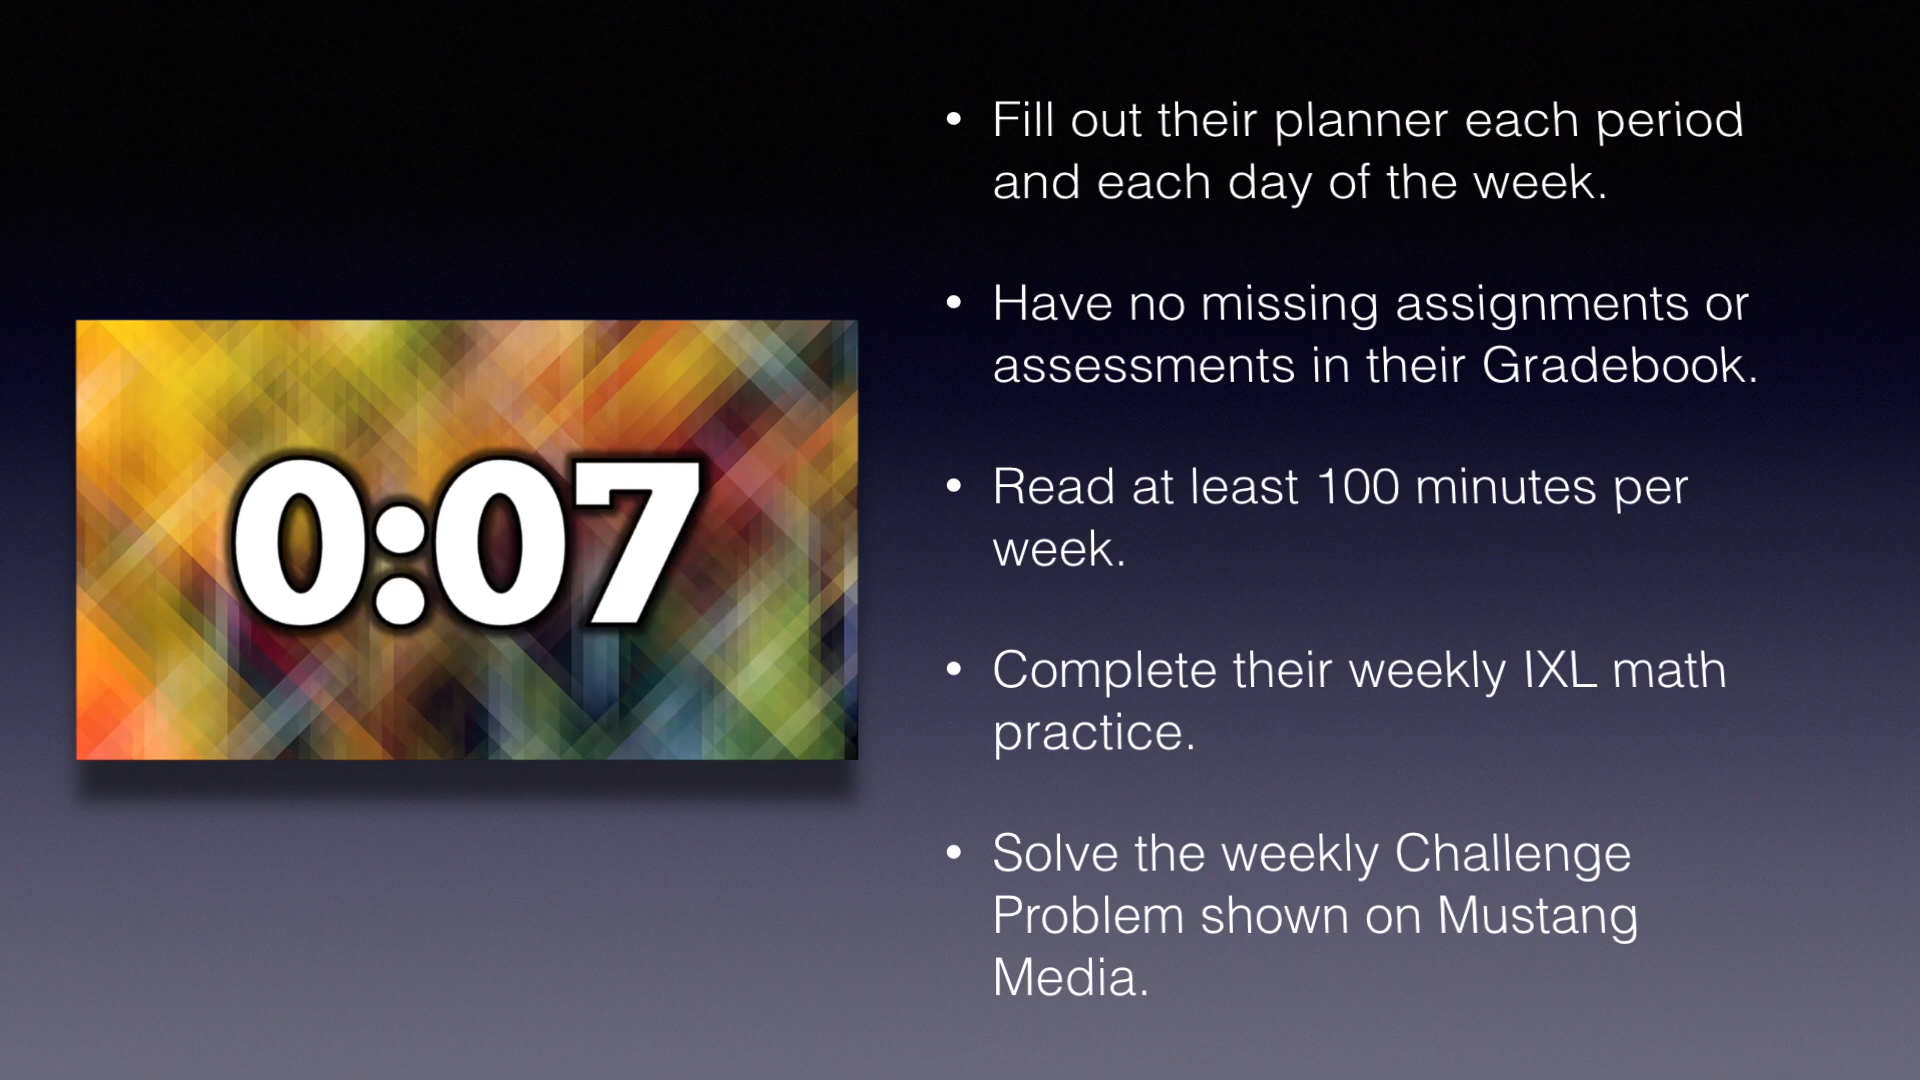 0:07
• Fill out their planner each period
and each day of the week.
• Have no missing assignments or
assessments in their Gradebook.
• Read at least 100 minutes per
week.
• Complete their weekly IXL math
practice.
• Solve the weekly Challenge
Problem shown on Mustang
Media.